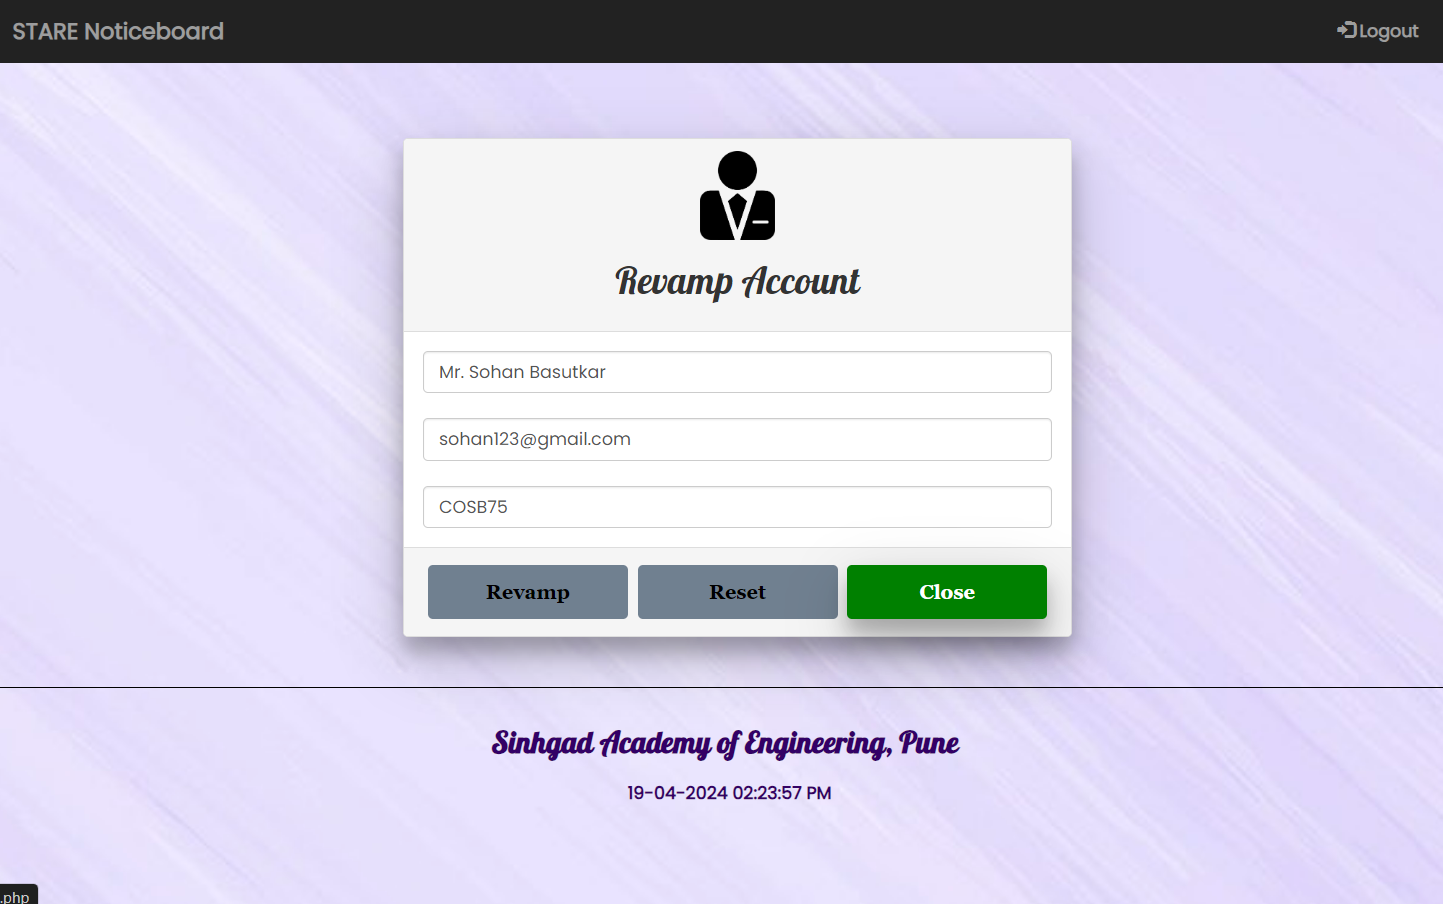 STARE Noticeboard
Logout
Revamp Account
Mr. Sohan Basutkar
sohan123@gmail.com
COSB75
Revamp Reset Close
Sinhgad Academy of Engineering, Pune
19-04-2024 02:23:57 PM
.php